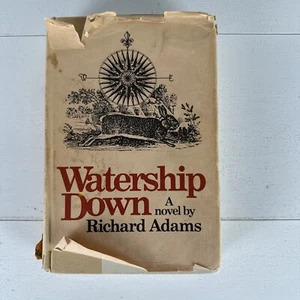 Watership
Down A
novel by
Richard Adams